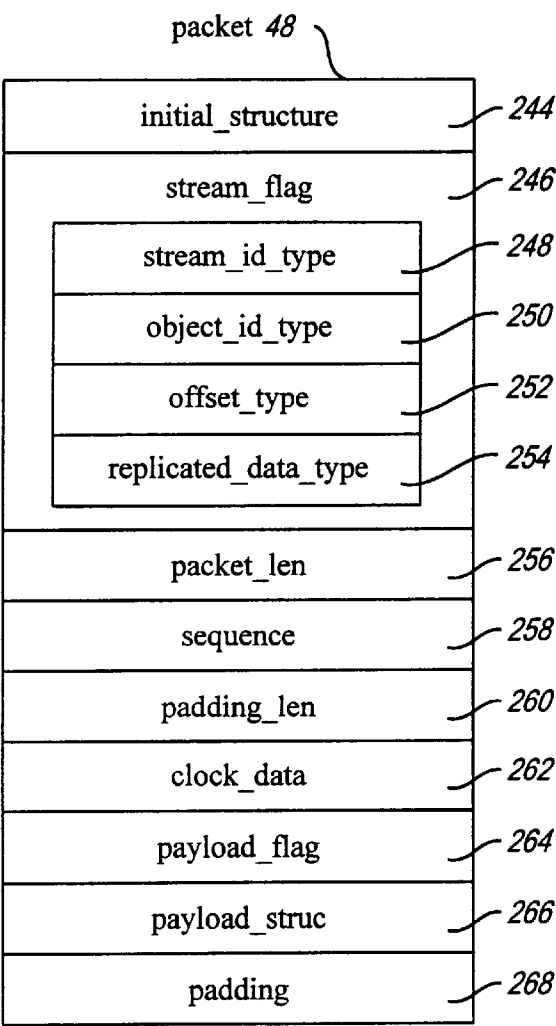 packet 48
initial_structure 244
stream_flag 246
stream_id_type 248
object_id_type 250
offset_type 252
replicated_data_type 254
packet_len 256
sequence 258
padding_len 260
clock_data 262
payload_flag 264
payload_struc 266
padding 268